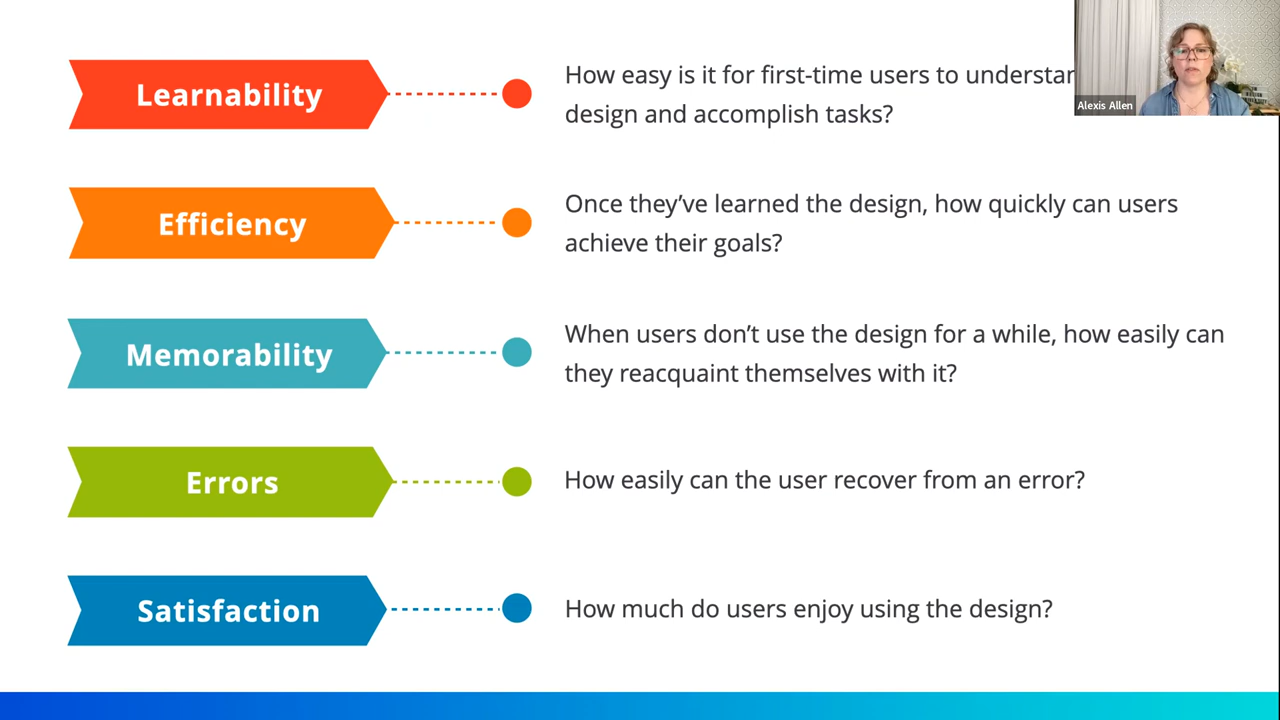 Learnability
How easy is it for first-time users to
design and accomplish tasks?
Alexis Allen
Efficiency
Once they’ve learned the design, how quickly can users
achieve their goals?
Memorability
When users don’t use the design for a while, how easily can
they reacquaint themselves with it?
Errors
How easily can the user recover from an error?
Satisfaction
How much do users enjoy using the design?